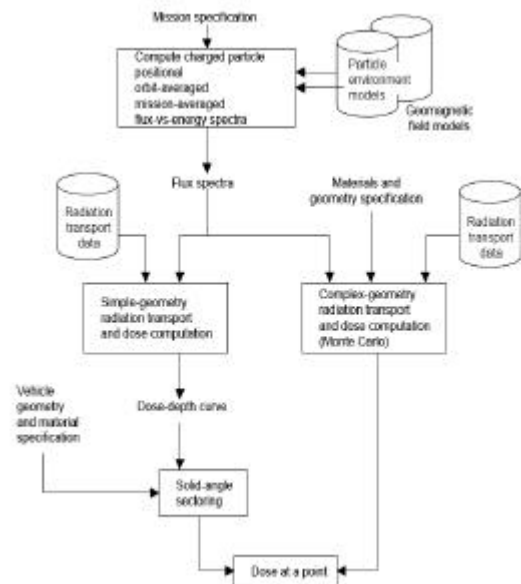 Mission specification
Compute charged particle
positional
orbit-averaged
mission-averaged
flux-vs-energy spectra
Particle
environment
models
Geomagnetic
field models
Flux spectra
Materials and
geometry specification
Radiation
transport
data
Radiation
transport
data
Simple-geometry
radiation transport
and dose computation
Complex-geometry
radiation transport
and dose computation
(Monte Carlo)
Vehicle
geometry
and material
specification
Dose-depth curve
Solid-angle
sectoring
Dose at a point